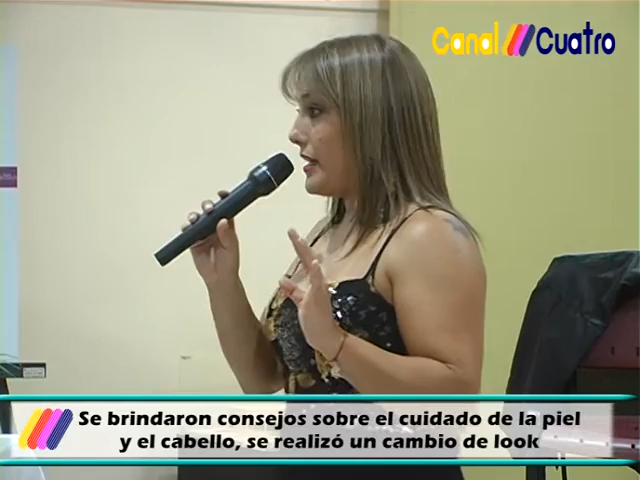 Canal Cuatro
Se brindaron consejos sobre el cuidado de la piel
y el cabello, se realizó un cambio de look